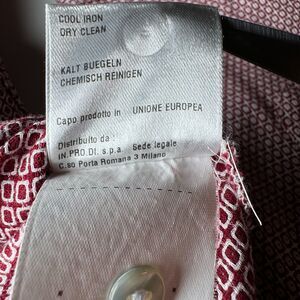 COOL IRON
DRY CLEAN
KALT BUEGELN
CHEMISCH REINIGEN
Capo prodotto in UNIONE EUROPEA
Distribuito da :
IN.PRO.DI. s.p.a. Sede legale
C.so Porta Romana 3 Milano